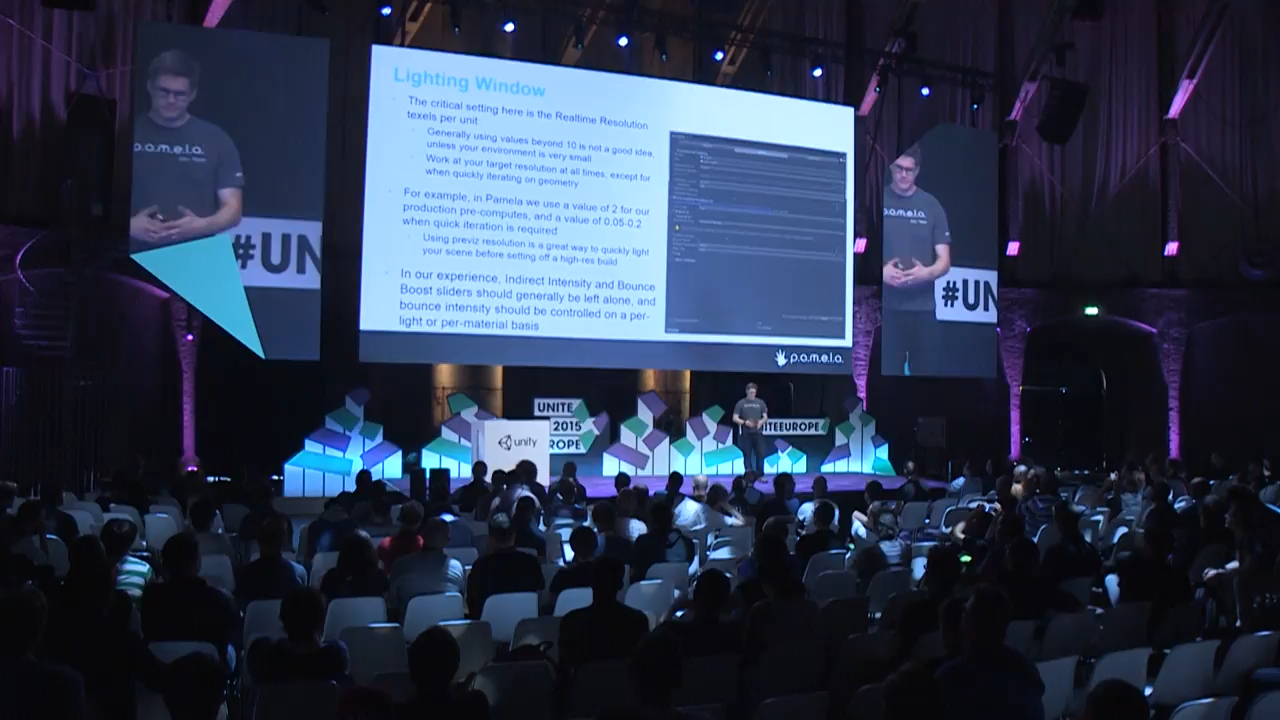 Lighting Window
The critical setting here is the Realtime Resolution
texels per unit
Generally using values beyond 10 is not a good idea,
unless your environment is very small
Work at your target resolution at all times, except for
when quickly iterating on geometry
For example, in Pamela we use a value of 2 for our
production pre-computes, and a value of 0.05-0.2
when quick iteration is required
Using previz resolution is a great way to quickly light
your scene before setting off a high-res build
In our experience, Indirect Intensity and Bounce
Boost sliders should generally be left alone, and
bounce intensity should be controlled on a per-
light or per-material basis
p.a.m.e.l.a.
p.a.m.e.l.a.
#UN
p.a.m.e.l.a.
#UN
UNITE
2015
ROPE
unity
ITEEUROPE